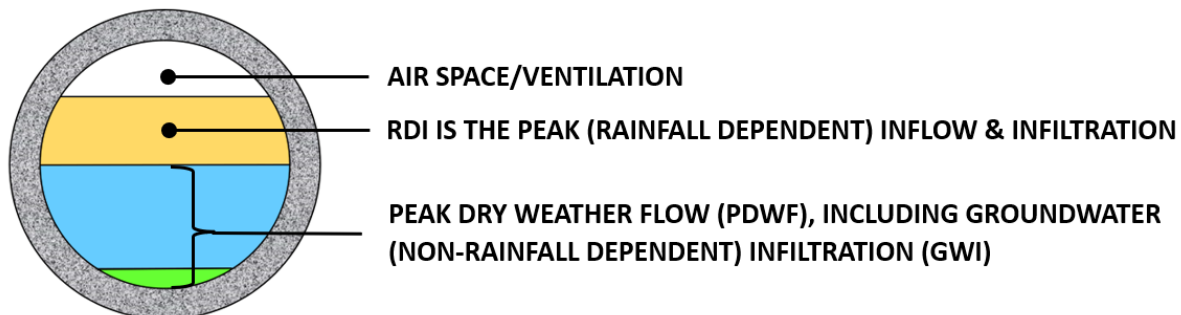 AIR SPACE/VENTILATION
RDI IS THE PEAK (RAINFALL DEPENDENT) INFLOW & INFILTRATION
PEAK DRY WEATHER FLOW (PDWF), INCLUDING GROUNDWATER
(NON-RAINFALL DEPENDENT) INFILTRATION (GWI)